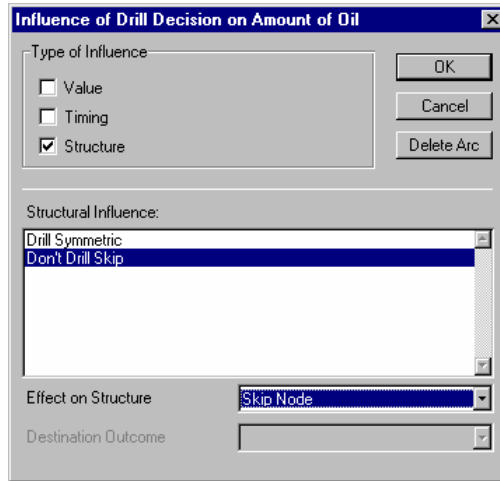 Influence of Drill Decision on Amount of Oil
Type of Influence
Value
Timing
Structure
OK
Cancel
Delete Arc
Structural Influence:
Drill Symmetric
Don't Drill Skip
Effect on Structure
Skip Node
Destination Outcome